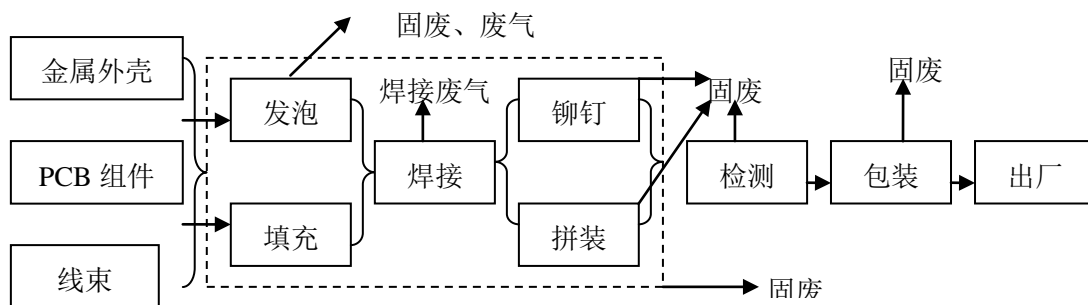 固废、废气
金属外壳
发泡
焊接废气
铆钉
固废
固废
PCB 组件
焊接
检测
包装
出厂
填充
拼装
线束
固废